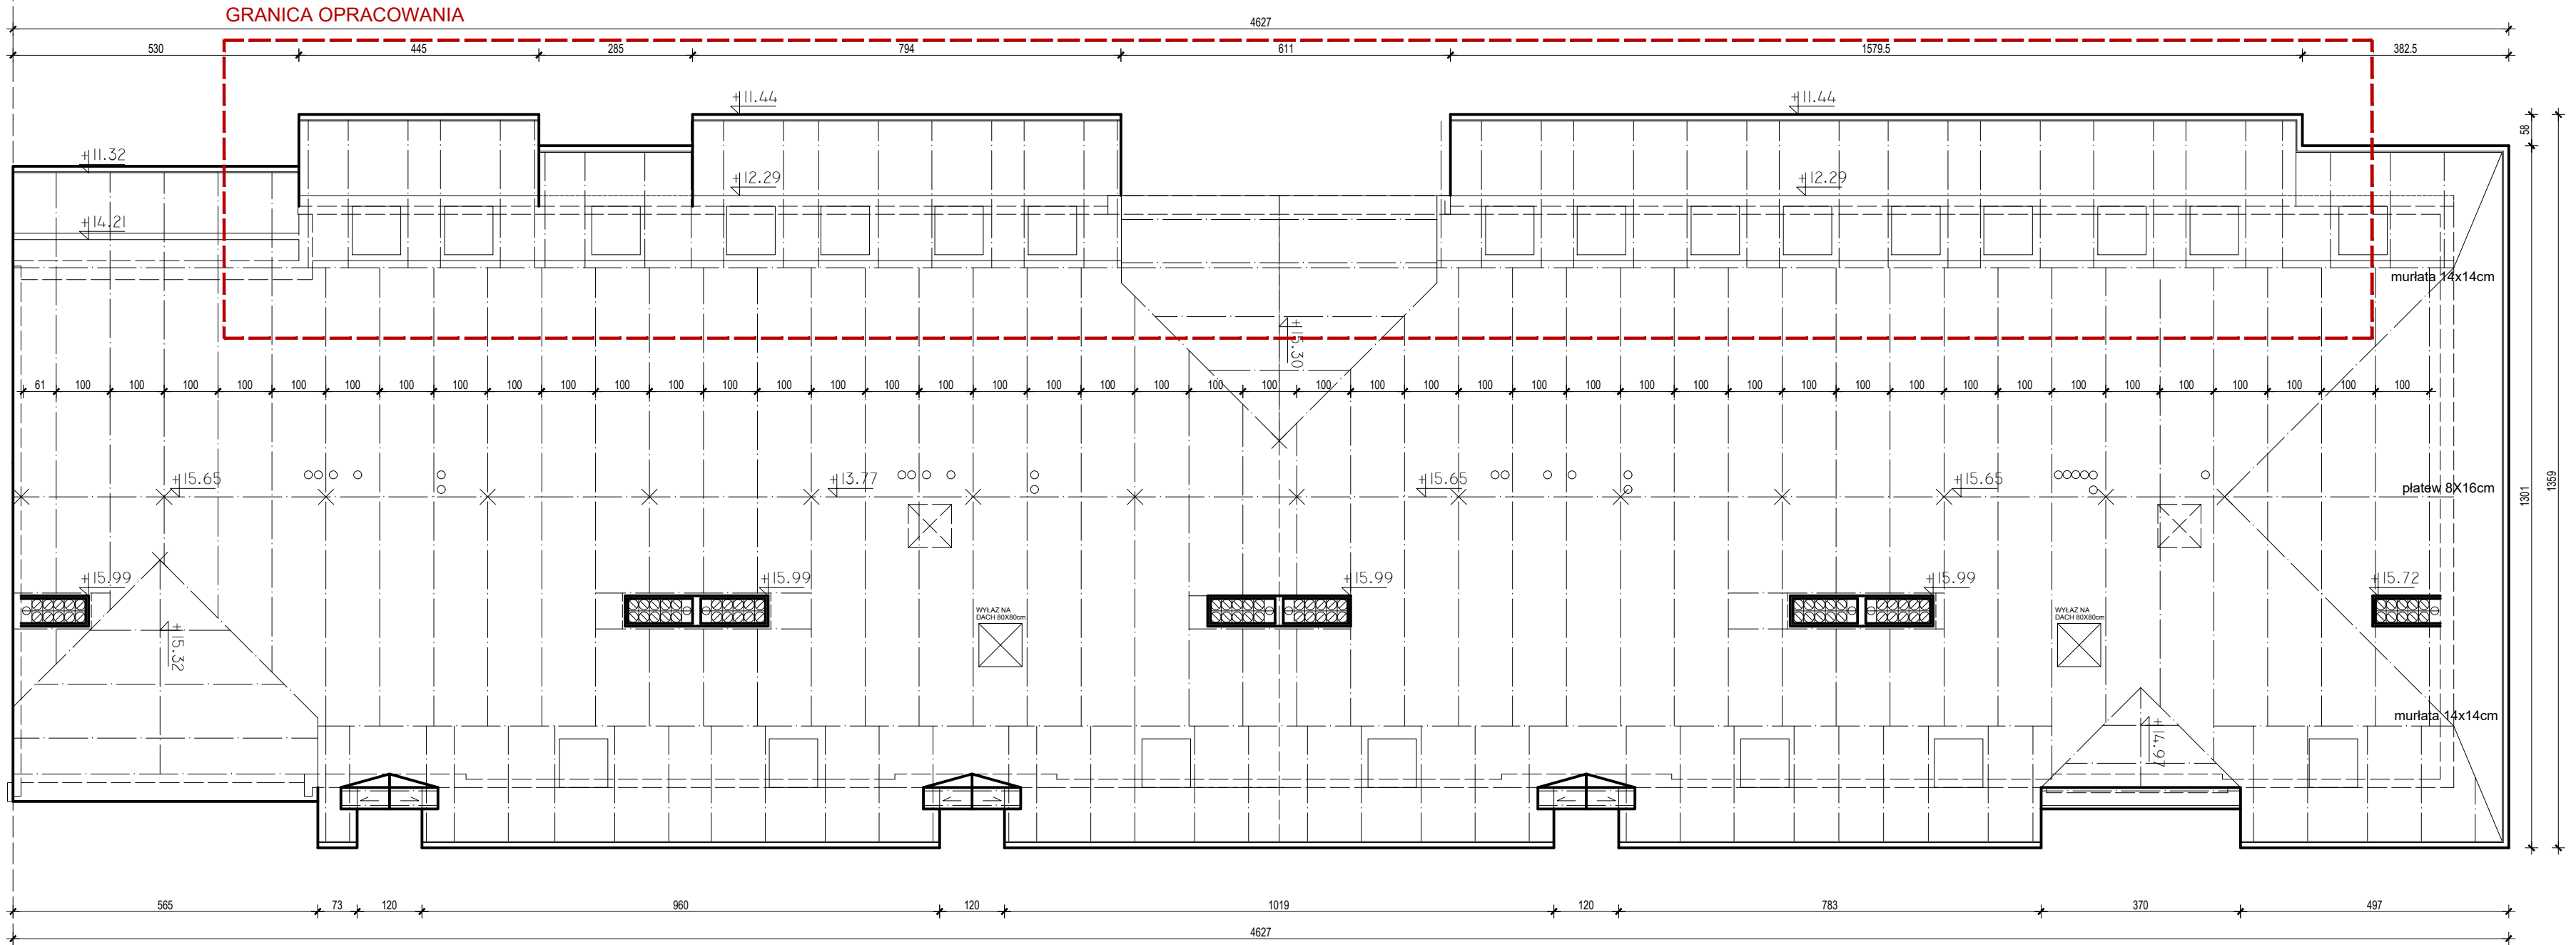 GRANICA OPRACOWANIA
4627
530 445 285 794 611 1579.5 382.5
+11.44 +11.44
58
+11.32
+12.29 +12.29
+14.21
murłata 14x14cm
+15.30
61 100 100 100 100 100 100 100 100 100 100 100 100 100 100 100 100 100 100 100 100 100 100 100 100 100 100 100 100 100 100 100 100 100 100 100 100 100 100 100 100 100 100 100 100
+15.65 +13.77 +15.65 +15.65
płatew 8X16cm
1301
1359
+15.99 +15.99 +15.99 +15.99 +15.72
WYŁAZ NA
DACH 80X80cm
WYŁAZ NA
DACH 80X80cm
+15.32
murłata 14x14cm
+14.97
565 73 120 960 120 1019 120 783 370 497
4627